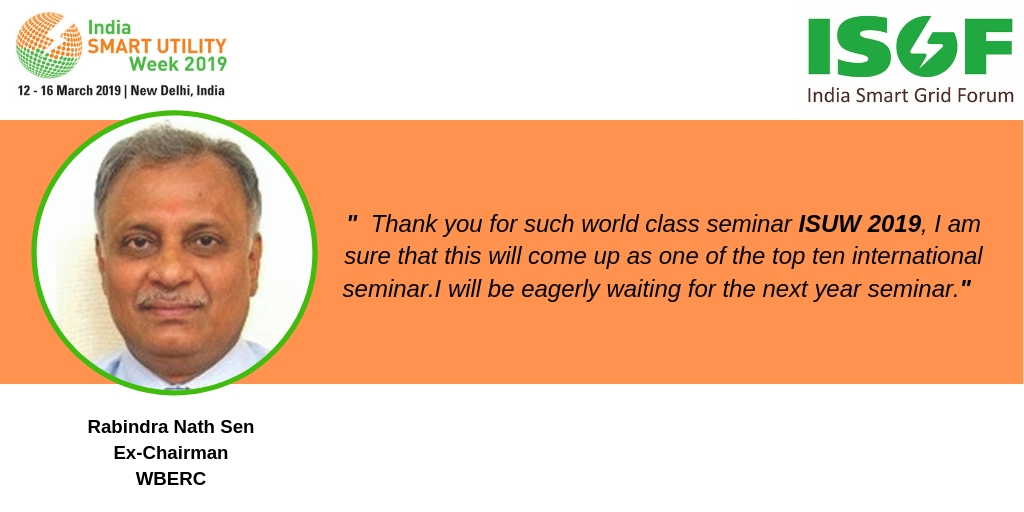 India
SMART UTILITY
Week 2019
12 - 16 March 2019 | New Delhi, India
ISGF
India Smart Grid Forum
"  Thank you for such world class seminar ISUW 2019, I am
sure that this will come up as one of the top ten international
seminar.I will be eagerly waiting for the next year seminar."
Rabindra Nath Sen
Ex-Chairman
WBERC